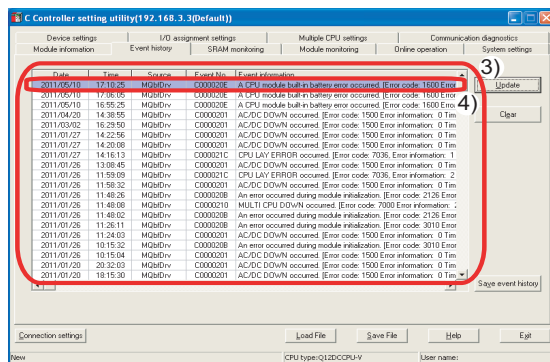 C Controller setting utility(192.168.3.3(Default))
Device settings I/O assignment settings Multiple CPU settings Communication diagnostics
Module information Event history SRAM monitoring Module monitoring Online operation System settings
3)
Date Time Source Event No. Event information
2011/05/10 17:10:25 MQbfDrv C000020E A CPU module built-in battery error occurred. [Error code: 1600 Error
2011/05/10 17:06:05 MQbfDrv C000020E A CPU module built-in battery error occurred. [Error code: 1600 Error
2011/05/10 16:55:25 MQbfDrv C000020E A CPU module built-in battery error occurred. [Error code: 1600 Erro
2011/04/20 14:38:55 MQbfDrv C0000201 AC/DC DOWN occurred. [Error code: 1500 Error information: 0 Tim
2011/03/02 16:29:50 MQbfDrv C0000201 AC/DC DOWN occurred. [Error code: 1500 Error information: 0 Tim
2011/01/27 14:22:56 MQbfDrv C0000201 AC/DC DOWN occurred. [Error code: 1500 Error information: 0 Tim
2011/01/27 14:20:08 MQbfDrv C0000201 AC/DC DOWN occurred. [Error code: 1500 Error information: 0 Tim
2011/01/27 14:16:13 MQbfDrv C000021C CPU LAY ERROR occurred. [Error code: 7036, Error information: 1
2011/01/26 13:08:45 MQbfDrv C0000201 AC/DC DOWN occurred. [Error code: 1500 Error information: 0 Tim
2011/01/26 11:59:09 MQbfDrv C000021C CPU LAY ERROR occurred. [Error code: 7036, Error information: 2
2011/01/26 11:58:32 MQbfDrv C0000201 AC/DC DOWN occurred. [Error code: 1500 Error information: 0 Tim
2011/01/26 11:48:26 MQbfDrv C000020B An error occurred during module initialization. [Error code: 2126 Error
2011/01/26 11:48:08 MQbfDrv C0000210 MULTI CPU DOWN occurred. [Error code: 7000 Error information: 
2011/01/26 11:48:02 MQbfDrv C000020B An error occurred during module initialization. [Error code: 2126 Error
2011/01/26 11:26:11 MQbfDrv C000020B An error occurred during module initialization. [Error code: 3010 Error
2011/01/26 11:24:03 MQbfDrv C0000201 AC/DC DOWN occurred. [Error code: 1500 Error information: 0 Tim
2011/01/26 10:15:32 MQbfDrv C000020B An error occurred during module initialization. [Error code: 3010 Error
2011/01/26 10:15:04 MQbfDrv C0000201 AC/DC DOWN occurred. [Error code: 1500 Error information: 0 Tim
2011/01/20 20:32:03 MQbfDrv C0000201 AC/DC DOWN occurred. [Error code: 1500 Error information: 0 Tim
2011/01/20 18:15:30 MQbfDrv C0000201 AC/DC DOWN occurred. [Error code: 1500 Error information: 0 Tim
Update
4)
Clear
Save event history
Connection settings Load File Save File Help Exit
New CPU type:Q12DCCPU-V User name: